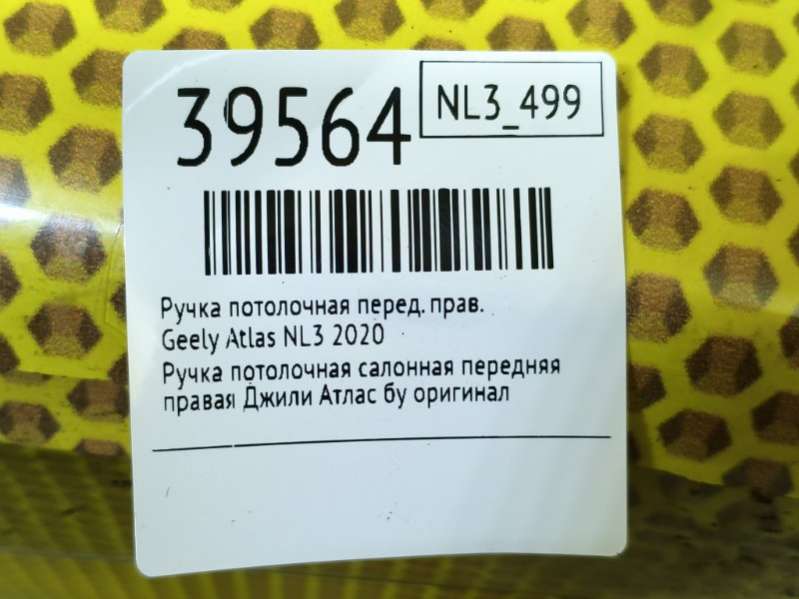 39564
NL3_499
Ручка потолочная перед. прав.
Geely Atlas NL3 2020
Ручка потолочная салонная передняя
правая Джили Атлас бу оригинал